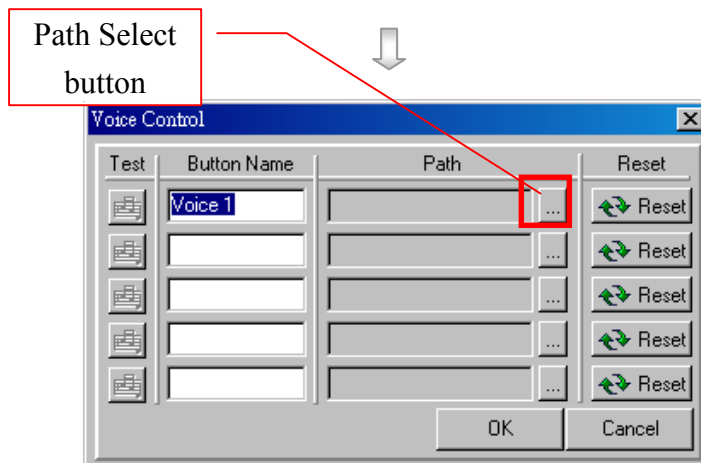 Path Select
button
Voice Control
Test Button Name Path Reset
Voice 1 ... Reset
... Reset
... Reset
... Reset
... Reset
OK Cancel